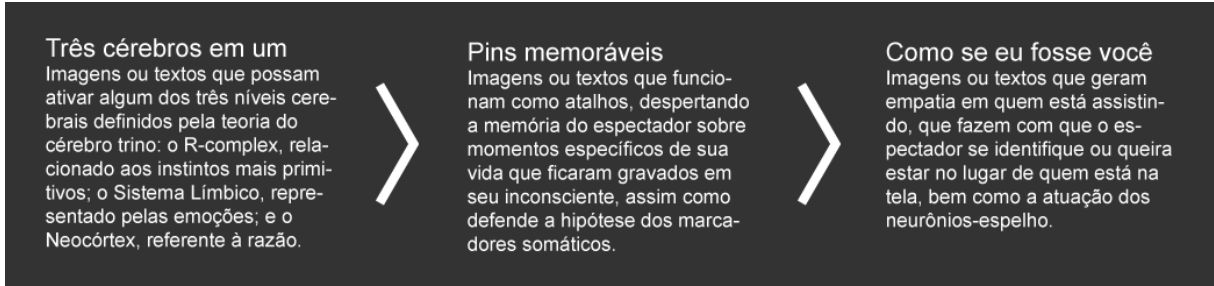 Três cérebros em um
Imagens ou textos que possam
ativar algum dos três níveis cere-
brais definidos pela teoria do
cérebro trino: o R-complex, rela-
cionado aos instintos mais primi-
tivos; o Sistema Límbico, repre-
sentado pelas emoções; e o
Neocórtex, referente à razão.
Pins memoráveis
Imagens ou textos que funcio-
nam como atalhos, despertando
a memória do espectador sobre
momentos específicos de sua
vida que ficaram gravados em
seu inconsciente, assim como
defende a hipótese dos marca-
dores somáticos.
Como se eu fosse você
Imagens ou textos que geram
empatia em quem está assistin-
do, que fazem com que o es-
pectador se identifique ou queira
estar no lugar de quem está na
tela, bem como a atuação dos
neurônios-espelho.